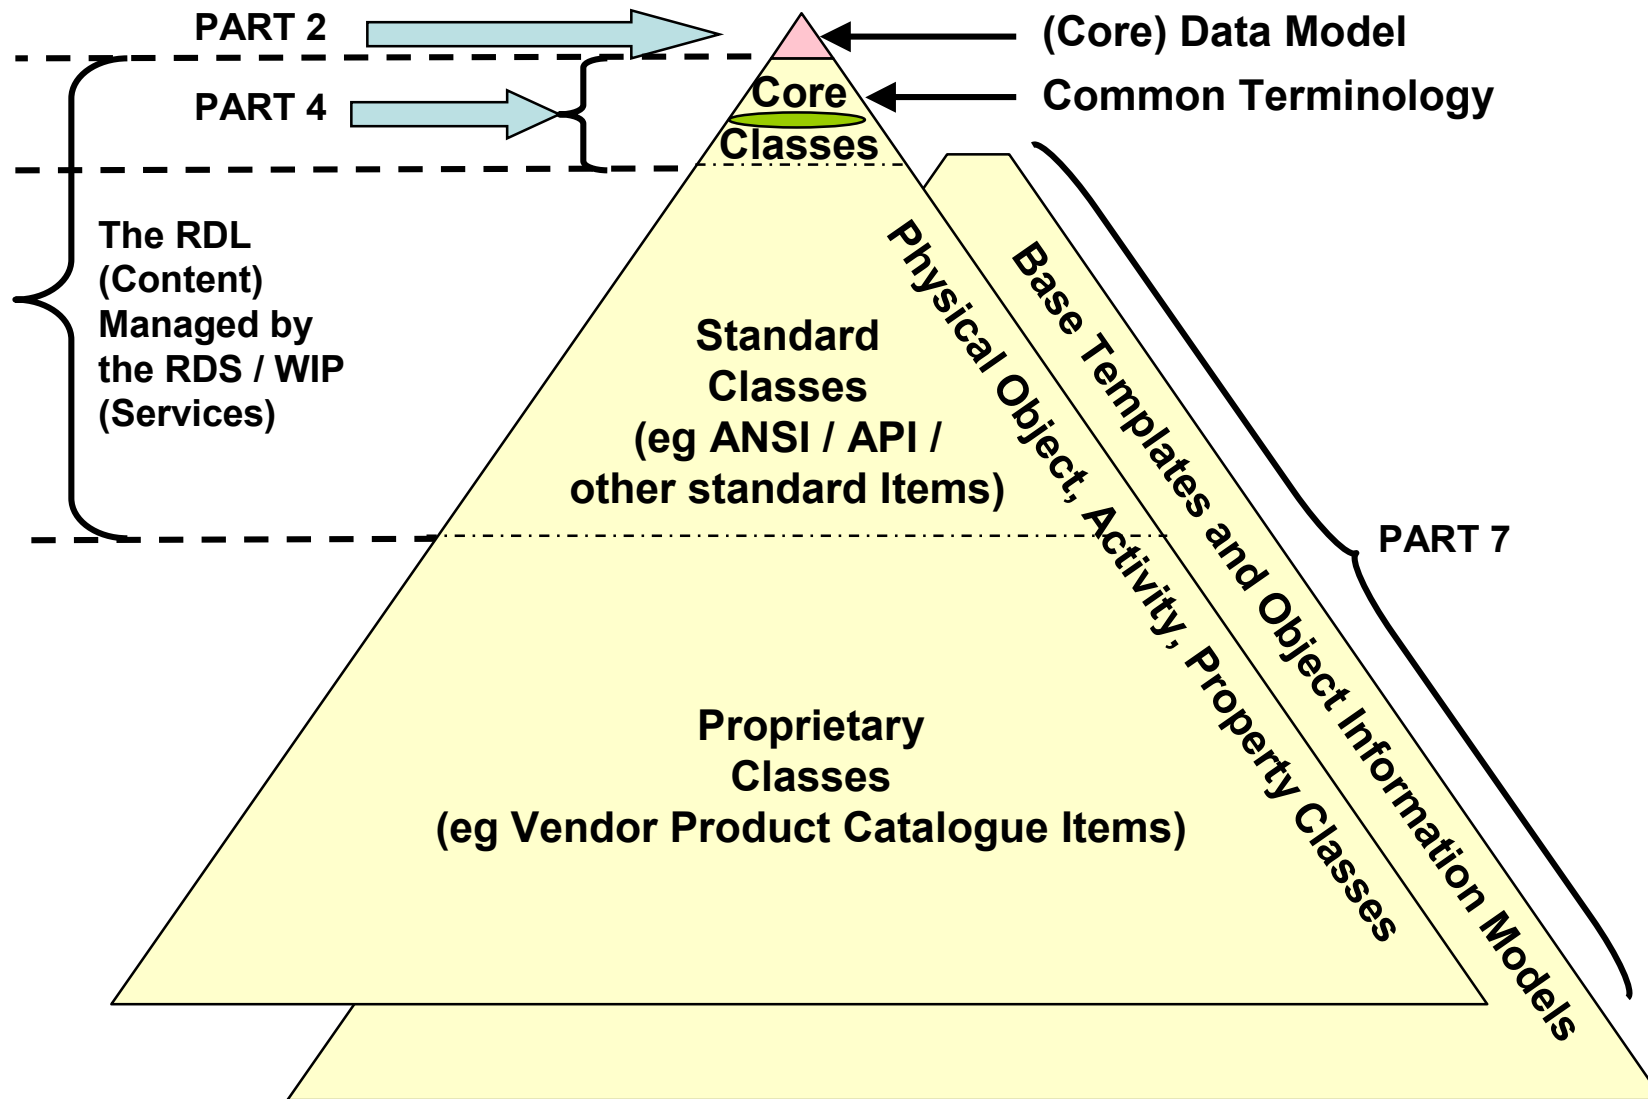 PART 2
(Core) Data Model
PART 4
Core
Classes
Common Terminology
The RDL
(Content)
Managed by
the RDS / WIP
(Services)
Standard
Classes
(eg ANSI / API /
other standard Items)
Proprietary
Classes
(eg Vendor Product Catalogue Items)
Physical Object, Activity, Property Classes
Base Templates and Object Information Models
PART 7